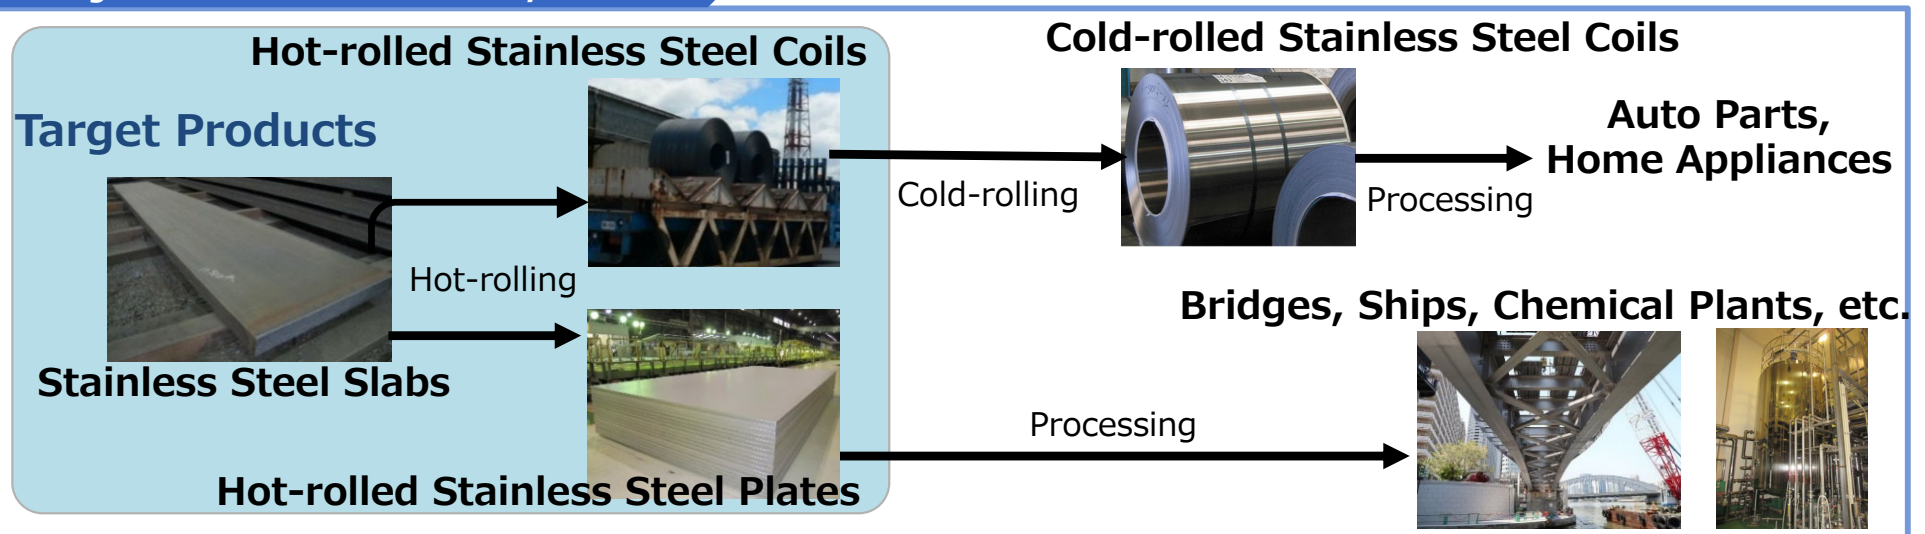 Hot-rolled Stainless Steel Coils
Cold-rolled Stainless Steel Coils
Target Products
Auto Parts,
Home Appliances
Cold-rolling
Processing
Hot-rolling
Bridges, Ships, Chemical Plants, etc.
Stainless Steel Slabs
Processing
Hot-rolled Stainless Steel Plates